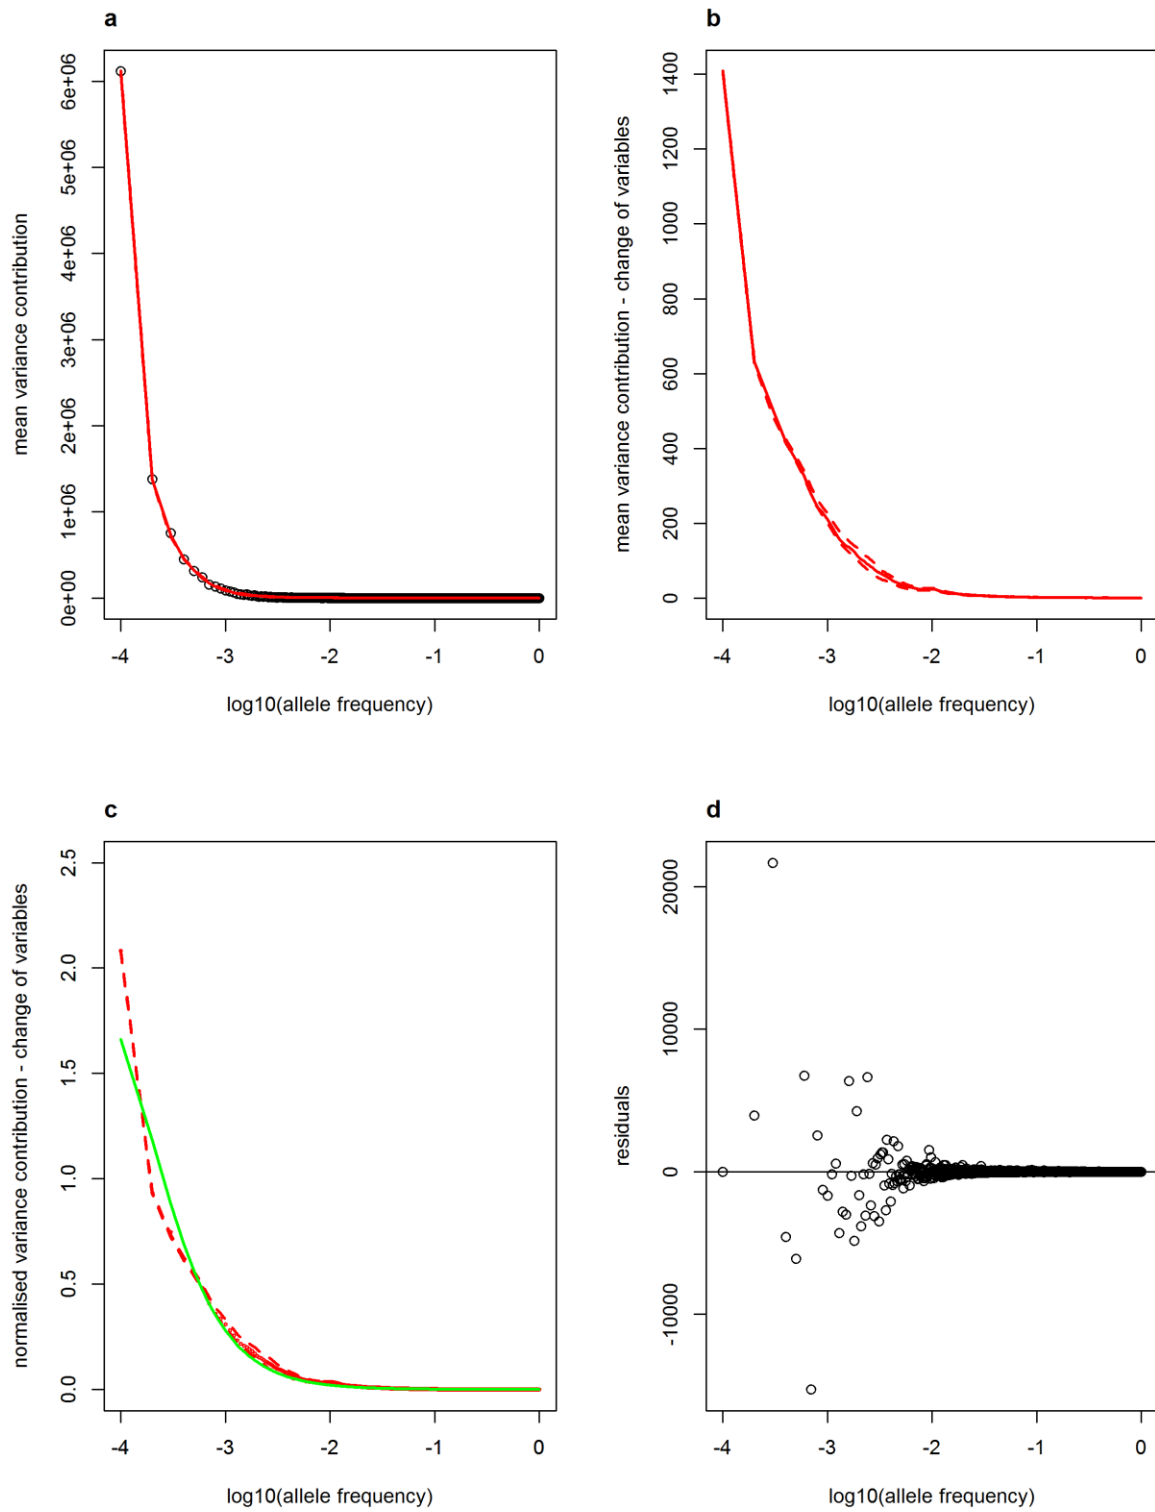 a
mean variance contribution
0e+00 1e+06 2e+06 3e+06 4e+06 5e+06 6e+06
-4 -3 -2 -1 0
log10(allele frequency)
b
mean variance contribution - change of variables
0 200 400 600 800 1000 1200 1400
-4 -3 -2 -1 0
log10(allele frequency)
c
normalised variance contribution - change of variables
0.0 0.5 1.0 1.5 2.0 2.5
-4 -3 -2 -1 0
log10(allele frequency)
d
residuals
-10000 0 10000 20000
-4 -3 -2 -1 0
log10(allele frequency)